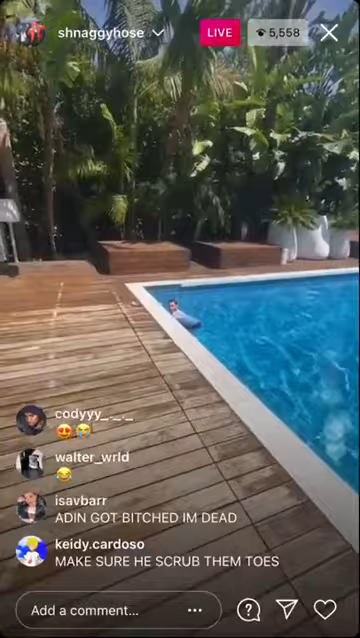 shnaggyhose
LIVE
5,558
codyyy_._._
😍😭
walter_wrld
😂
isavbarr
ADIN GOT BITCHED IM DEAD
keidy.cardoso
MAKE SURE HE SCRUB THEM TOES
Add a comment...